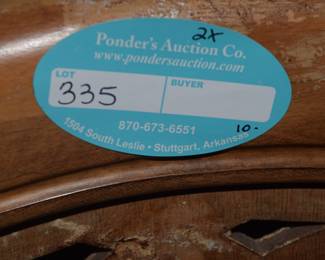 2x
Ponder's Auction Co.
www.pondersauction.com
LOT BUYER
335
870-673-6551
10.-
1504 South Leslie • Stuttgart, Arkansas